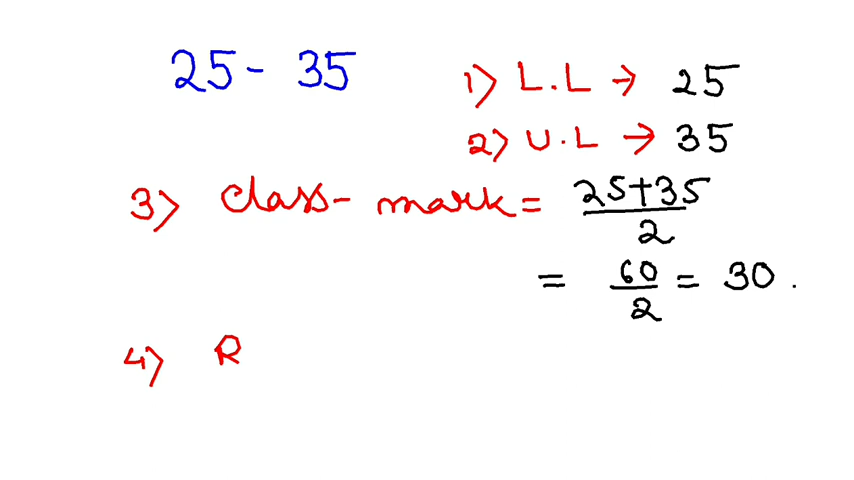 25 - 35
1) L.L → 25
2) U.L → 35
3) Class - mark = 25+35/2
= 60/2 = 30.
4) R